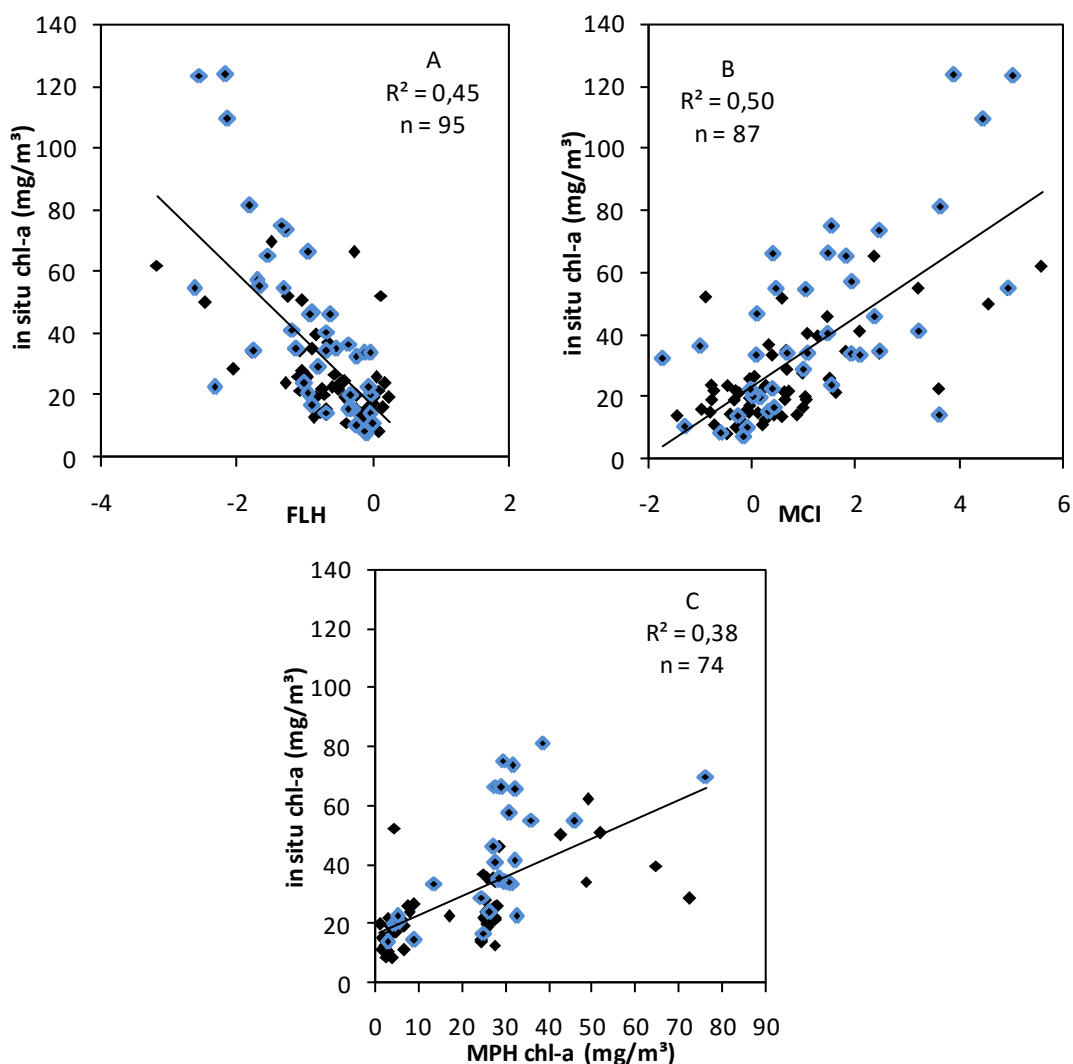 140
120
100
80
60
40
20
0
in situ chl-a (mg/m³)
A
R² = 0,45
n = 95
-4
-2
0
2
FLH
140
120
100
80
60
40
20
0
in situ chl-a (mg/m³)
B
R² = 0,50
n = 87
-2
0
2
4
6
MCI
140
120
100
80
60
40
20
0
in situ chl-a (mg/m³)
C
R² = 0,38
n = 74
0 10 20 30 40 50 60 70 80 90
MPH chl-a (mg/m³)